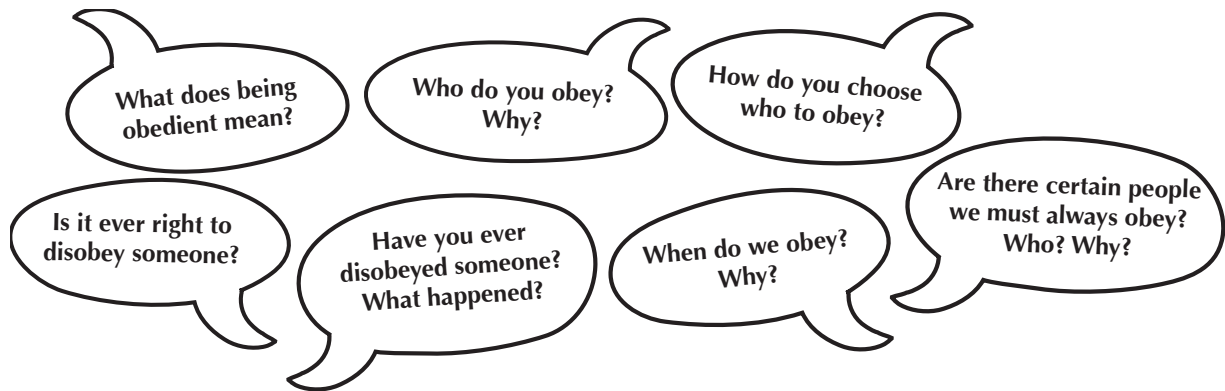 What does being
obedient mean?
Who do you obey?
Why?
How do you choose
who to obey?
Is it ever right to
disobey someone?
Have you ever
disobeyed someone?
What happened?
When do we obey?
Why?
Are there certain people
we must always obey?
Who? Why?